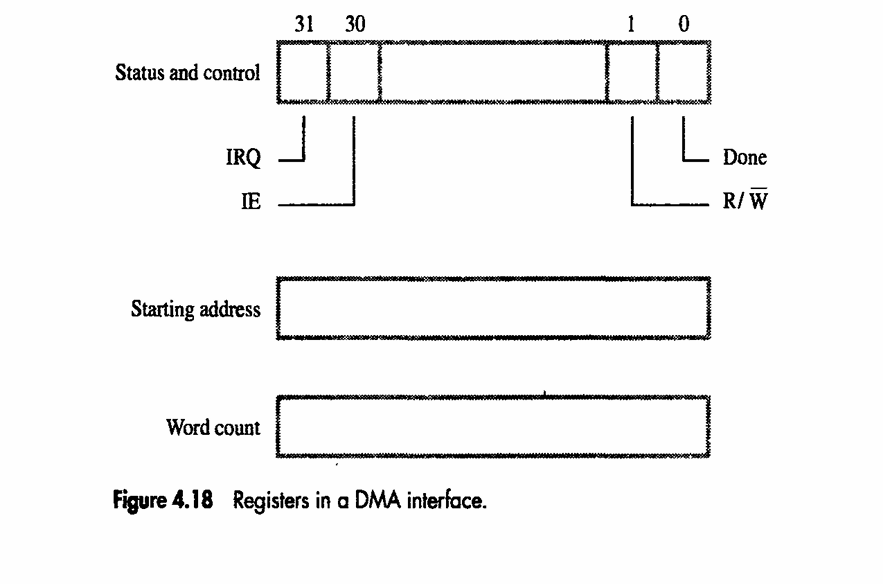 31 30 1 0
Status and control
IRQ Done
IE R/ W̅
Starting address
Word count
Figure 4.18 Registers in a DMA interface.